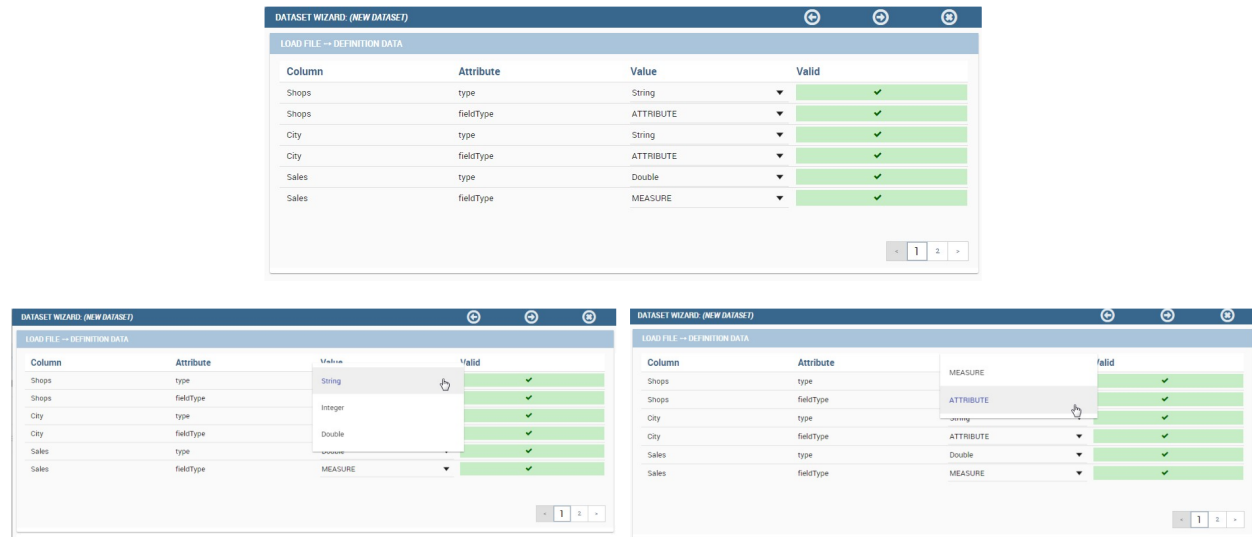 DATASET WIZARD: (NEW DATASET)
LOAD FILE → DEFINITION DATA
Column Attribute Value Valid
Shops type String
Shops fieldType ATTRIBUTE
City type String
City fieldType ATTRIBUTE
Sales type Double
Sales fieldType MEASURE
« 1 2 »
DATASET WIZARD: (NEW DATASET)
LOAD FILE → DEFINITION DATA
Column Attribute Value Valid
Shops type String
Shops fieldType
Integer
City type
City fieldType Double
Sales type Double
Sales fieldType MEASURE
« 1 2 »
DATASET WIZARD: (NEW DATASET)
LOAD FILE → DEFINITION DATA
Column Attribute Valid
MEASURE
Shops type
Shops fieldType ATTRIBUTE
City type String
City fieldType ATTRIBUTE
Sales type Double
Sales fieldType MEASURE
« 1 2 »